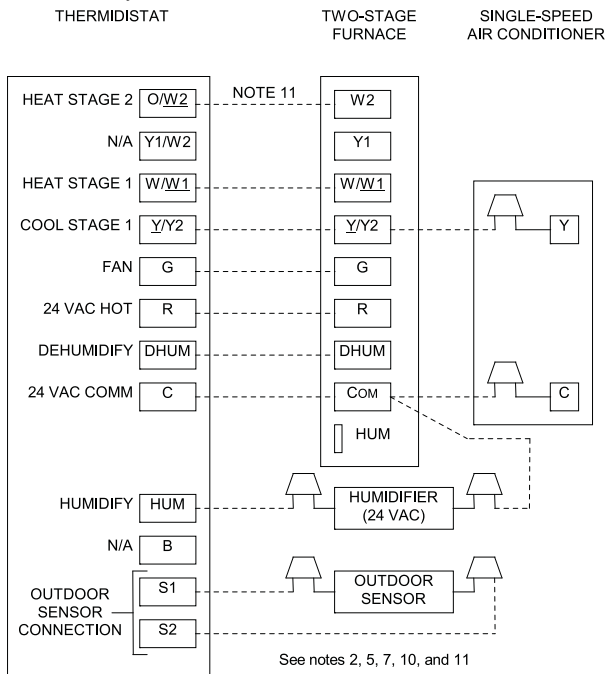 THERMIDISTAT TWO-STAGE FURNACE SINGLE-SPEED AIR CONDITIONER
HEAT STAGE 2 O/W2 NOTE 11 W2
N/A Y1/W2 Y1
HEAT STAGE 1 W/W1 W/W1
COOL STAGE 1 Y/Y2 Y/Y2 Y
FAN G G
24 VAC HOT R R
DEHUMIDIFY DHUM DHUM
24 VAC COMM C COM C
HUM
HUMIDIFY HUM HUMIDIFIER (24 VAC)
N/A B
OUTDOOR SENSOR CONNECTION S1 OUTDOOR SENSOR
S2
See notes 2, 5, 7, 10, and 11